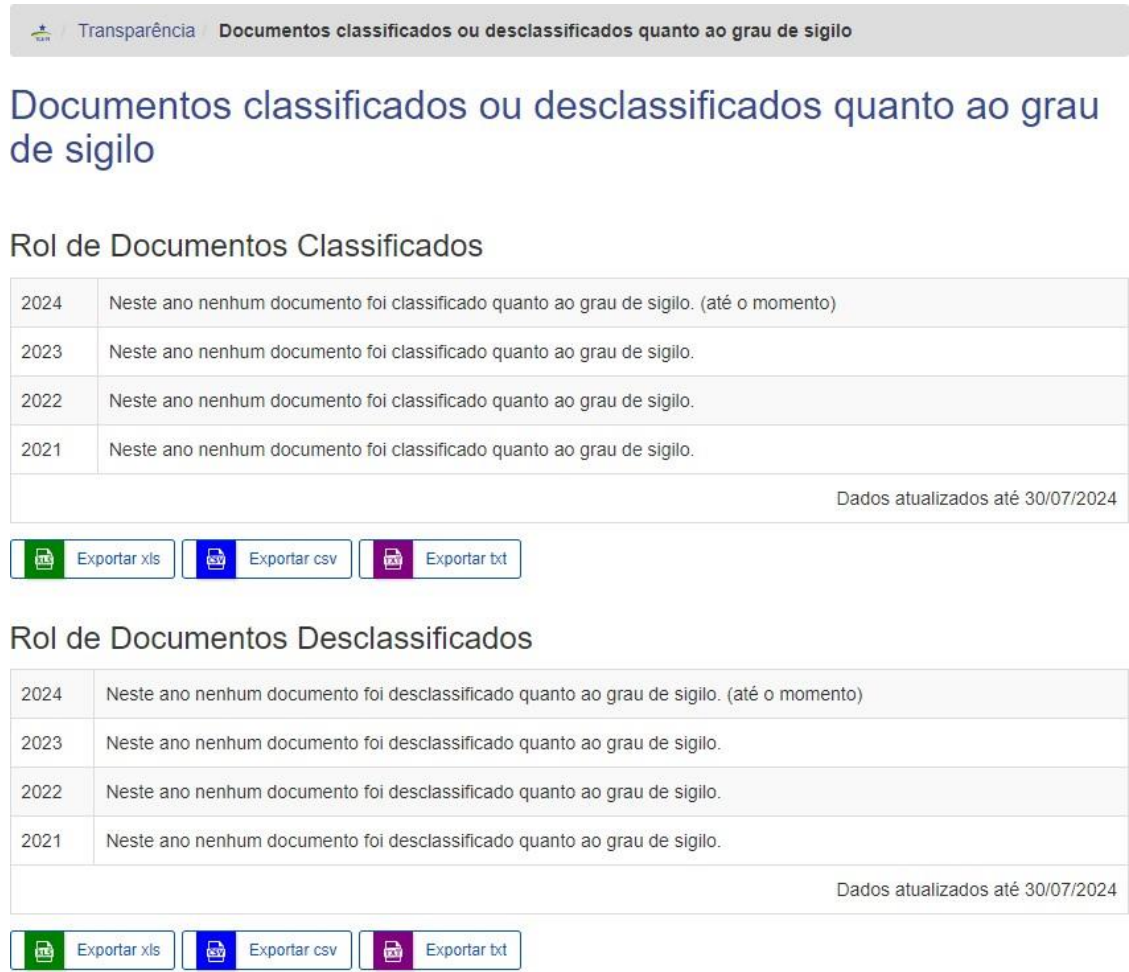 / Transparência / Documentos classificados ou desclassificados quanto ao grau de sigilo
Documentos classificados ou desclassificados quanto ao grau
de sigilo
Rol de Documentos Classificados
2024 Neste ano nenhum documento foi classificado quanto ao grau de sigilo. (até o momento)
2023 Neste ano nenhum documento foi classificado quanto ao grau de sigilo.
2022 Neste ano nenhum documento foi classificado quanto ao grau de sigilo.
2021 Neste ano nenhum documento foi classificado quanto ao grau de sigilo.
Dados atualizados até 30/07/2024
XLS Exportar xls CSV Exportar csv TXT Exportar txt
Rol de Documentos Desclassificados
2024 Neste ano nenhum documento foi desclassificado quanto ao grau de sigilo. (até o momento)
2023 Neste ano nenhum documento foi desclassificado quanto ao grau de sigilo.
2022 Neste ano nenhum documento foi desclassificado quanto ao grau de sigilo.
2021 Neste ano nenhum documento foi desclassificado quanto ao grau de sigilo.
Dados atualizados até 30/07/2024
XLS Exportar xls CSV Exportar csv TXT Exportar txt